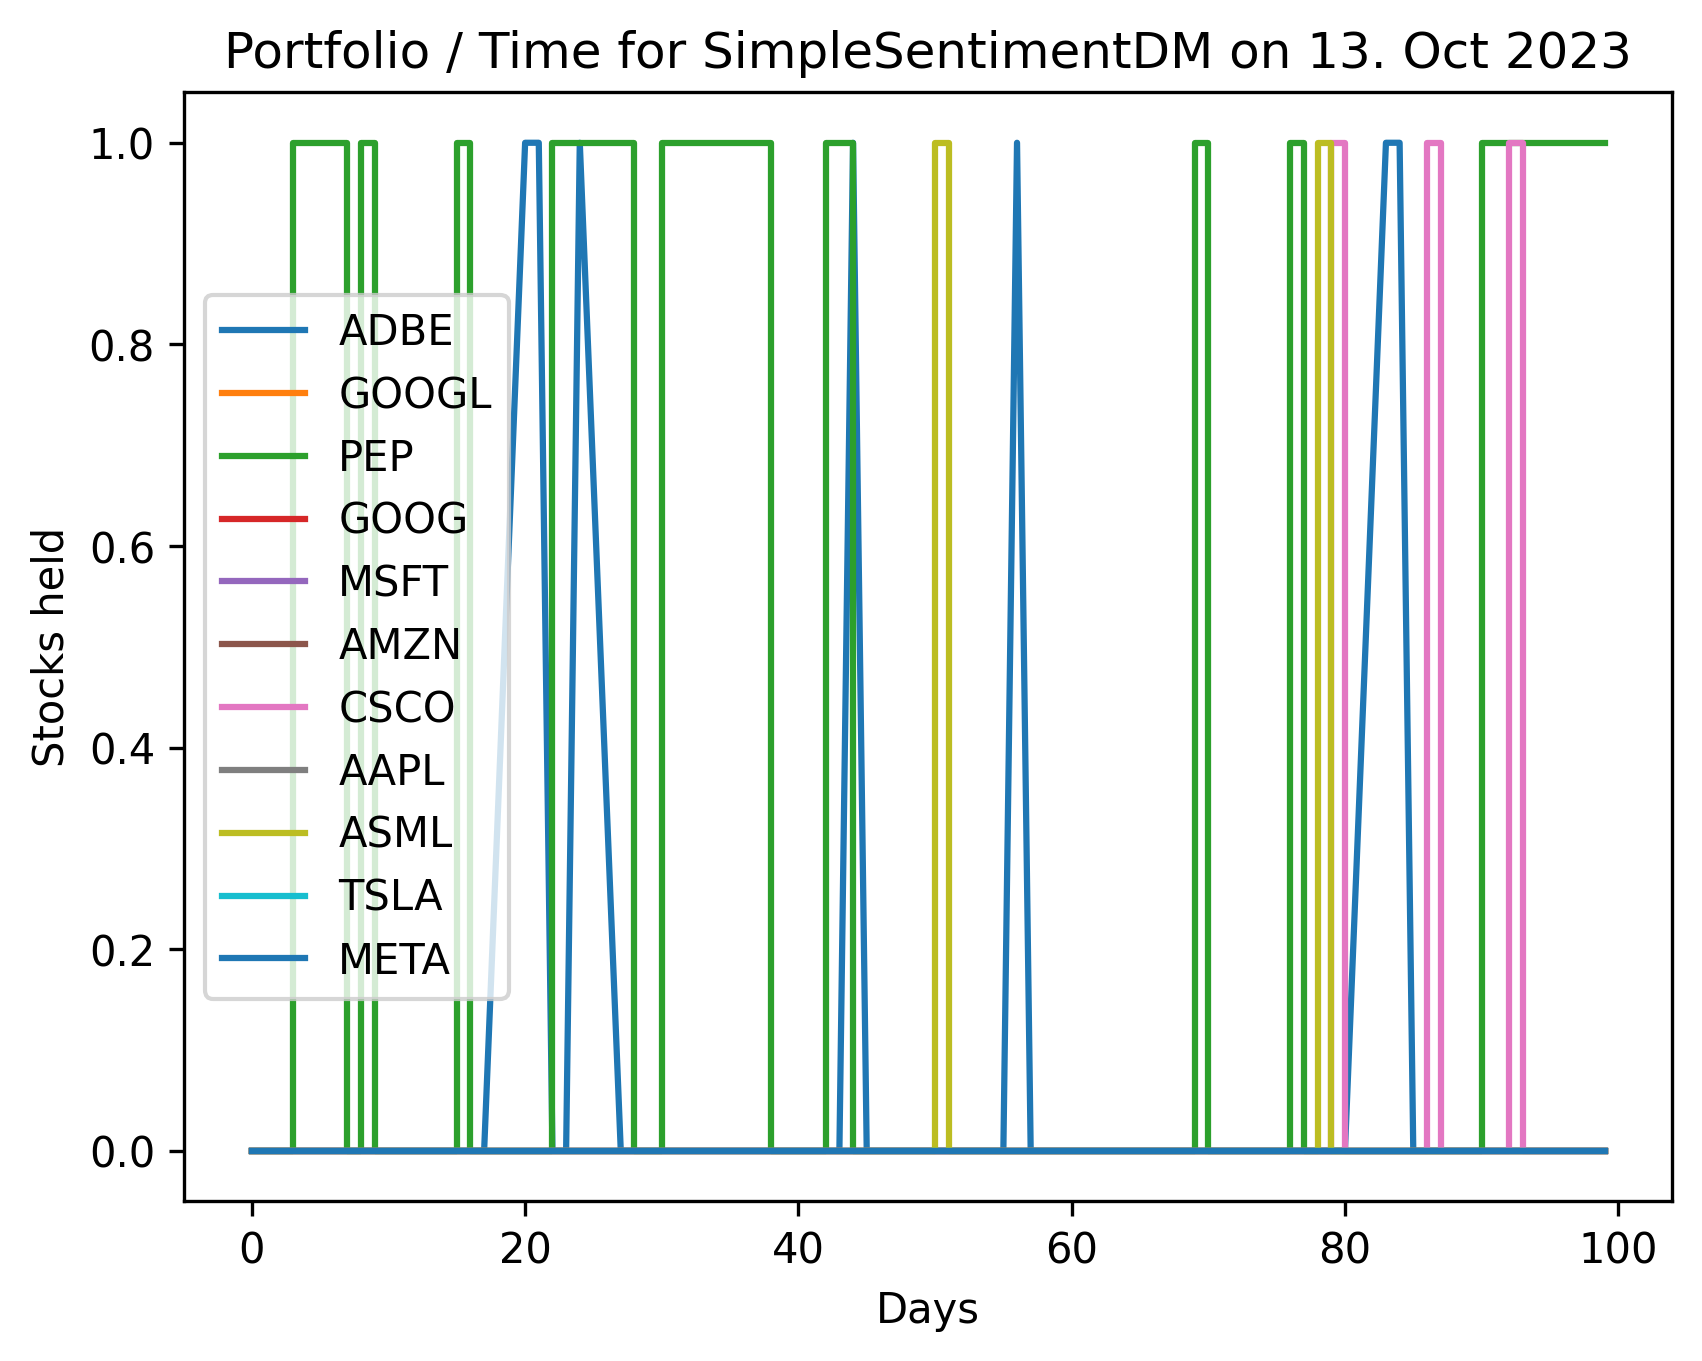 Portfolio / Time for SimpleSentimentDM on 13. Oct 2023
1.0
0.8
0.6
0.4
0.2
0.0
Stocks held
ADBE
GOOGL
PEP
GOOG
MSFT
AMZN
CSCO
AAPL
ASML
TSLA
META
0 20 40 60 80 100
Days